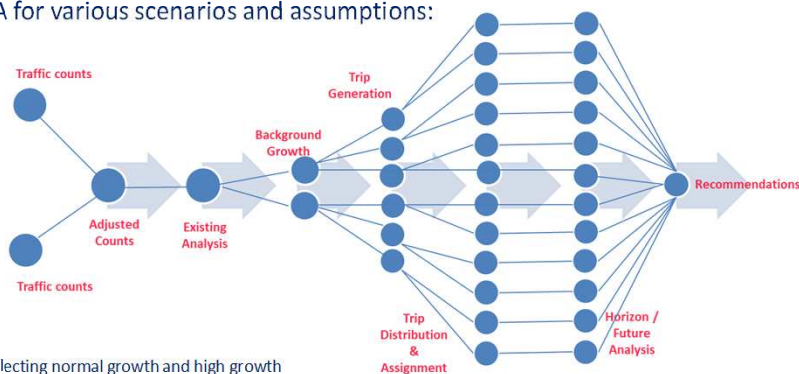 A for various scenarios and assumptions:
Traffic counts
Trip
Generation
Background
Growth
Recommendations
Adjusted
Counts
Existing
Analysis
Traffic counts
Trip
Distribution
&
Assignment
Horizon /
Future
Analysis
lecting normal growth and high growth